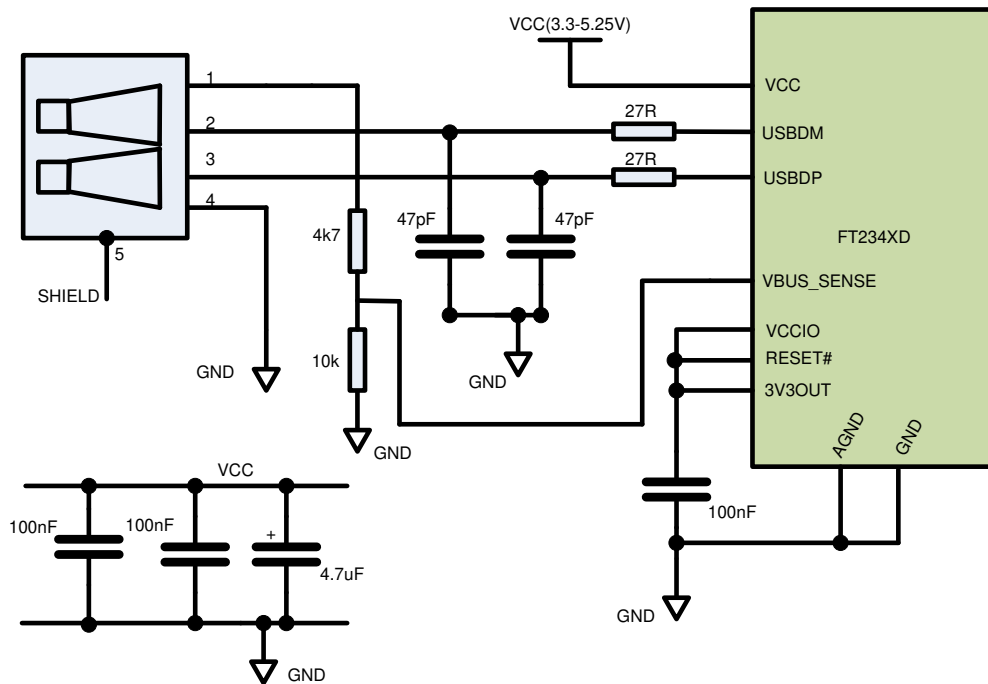 VCC(3.3-5.25V)
1
VCC
27R
2
USBDM
27R
3
USBDP
4
47pF
47pF
4k7
FT234XD
5
VBUS_SENSE
SHIELD
VCCIO
10k
RESET#
GND
GND
3V3OUT
AGND
GND
GND
VCC
100nF
100nF
100nF
+
4.7uF
GND
GND